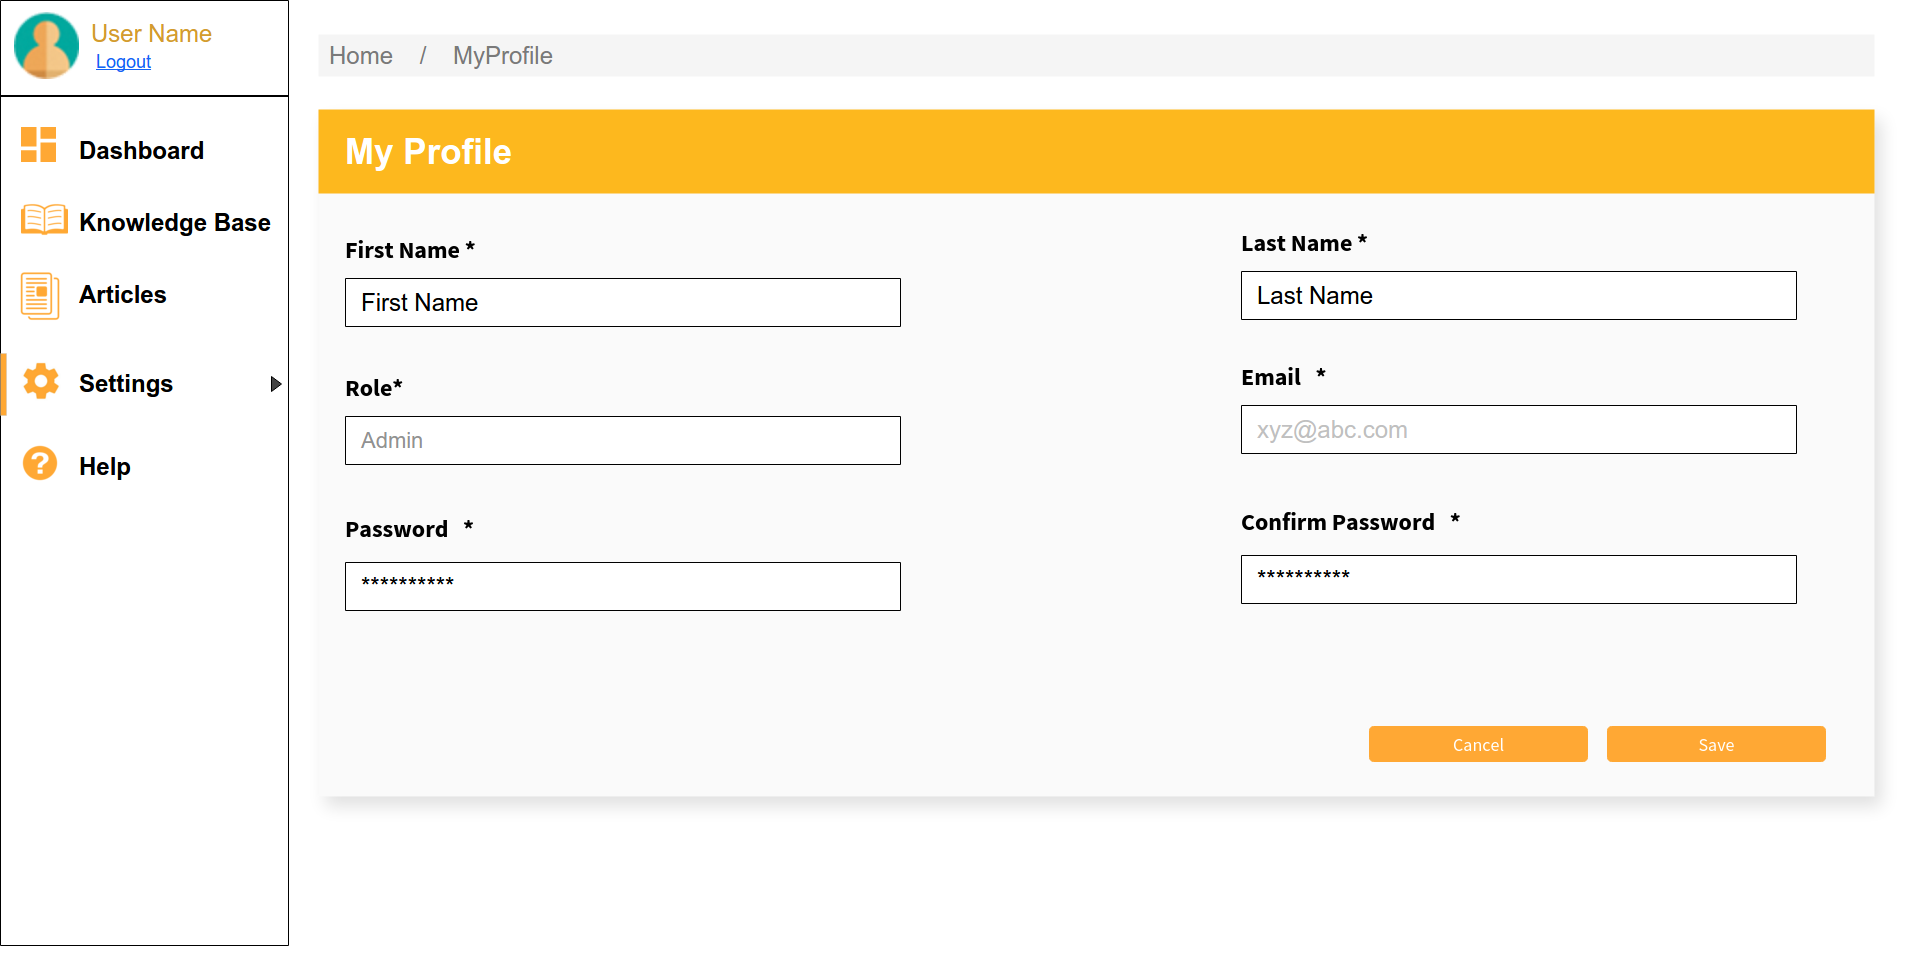 User Name
Logout
Dashboard
Knowledge Base
Articles
Settings
Help
Home / MyProfile
My Profile
First Name *
First Name
Last Name *
Last Name
Role*
Admin
Email *
xyz@abc.com
Password *
**********
Confirm Password *
**********
Cancel
Save